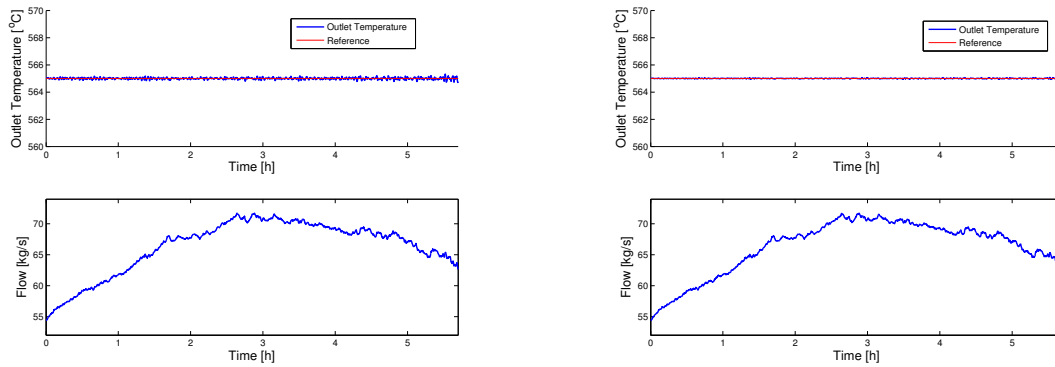 570
568
566
564
562
560
Outlet Temperature [°C]
Outlet Temperature
Reference
0 1 2 3 4 5
Time [h]
70
65
60
55
Flow [kg/s]
0 1 2 3 4 5
Time [h]
570
568
566
564
562
560
Outlet Temperature [°C]
Outlet Temperature
Reference
0 1 2 3 4 5
Time [h]
70
65
60
55
Flow [kg/s]
0 1 2 3 4 5
Time [h]